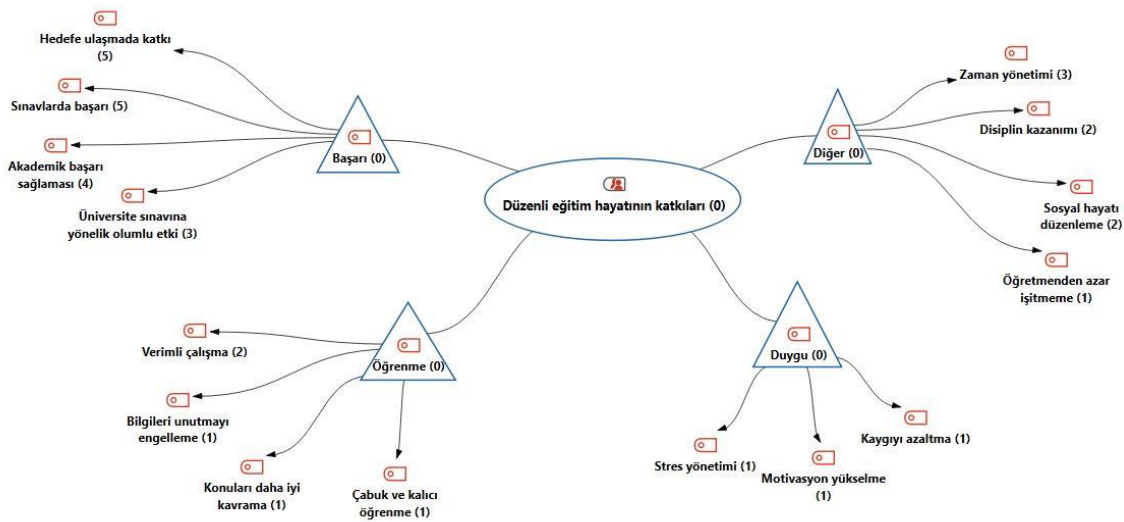 Hedefe ulaşmada katkı
(5)
Sınavlarda başarı (5)
Akademik başarı
sağlaması (4)
Üniversite sınavına
yönelik olumlu etki (3)
Başarı (0)
Düzenli eğitim hayatının katkıları (0)
Diğer (0)
Zaman yönetimi (3)
Disiplin kazanımı (2)
Sosyal hayatı
düzenleme (2)
Öğretmenden azar
işitmeme (1)
Öğrenme (0)
Verimli çalışma (2)
Bilgileri unutmayı
engelleme (1)
Konuları daha iyi
kavrama (1)
Çabuk ve kalıcı
öğrenme (1)
Duygu (0)
Stres yönetimi (1)
Motivasyon yükselme
(1)
Kaygıyı azaltma (1)